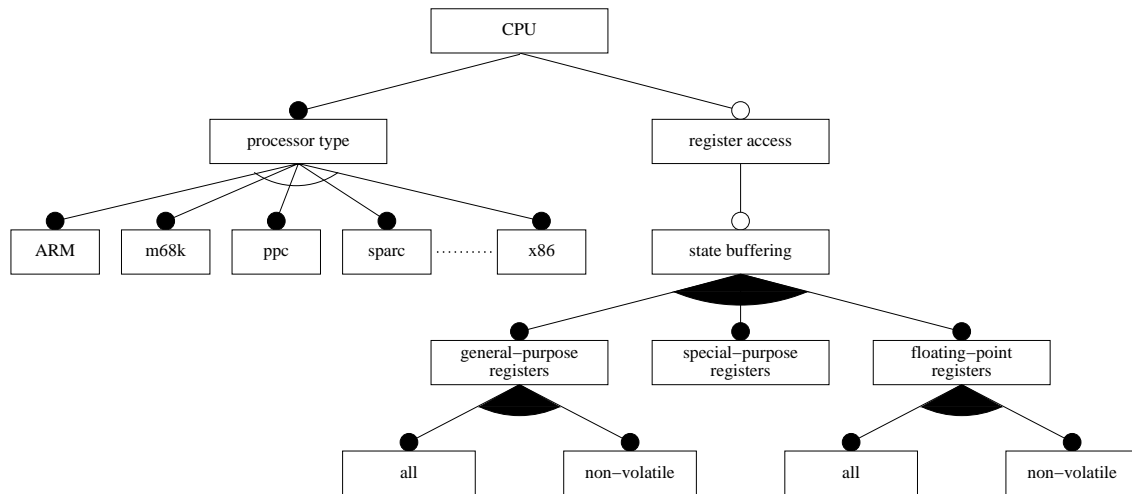 CPU
processor type
register access
ARM
m68k
ppc
sparc
x86
state buffering
general−purpose
registers
special−purpose
registers
floating−point
registers
all
non−volatile
all
non−volatile